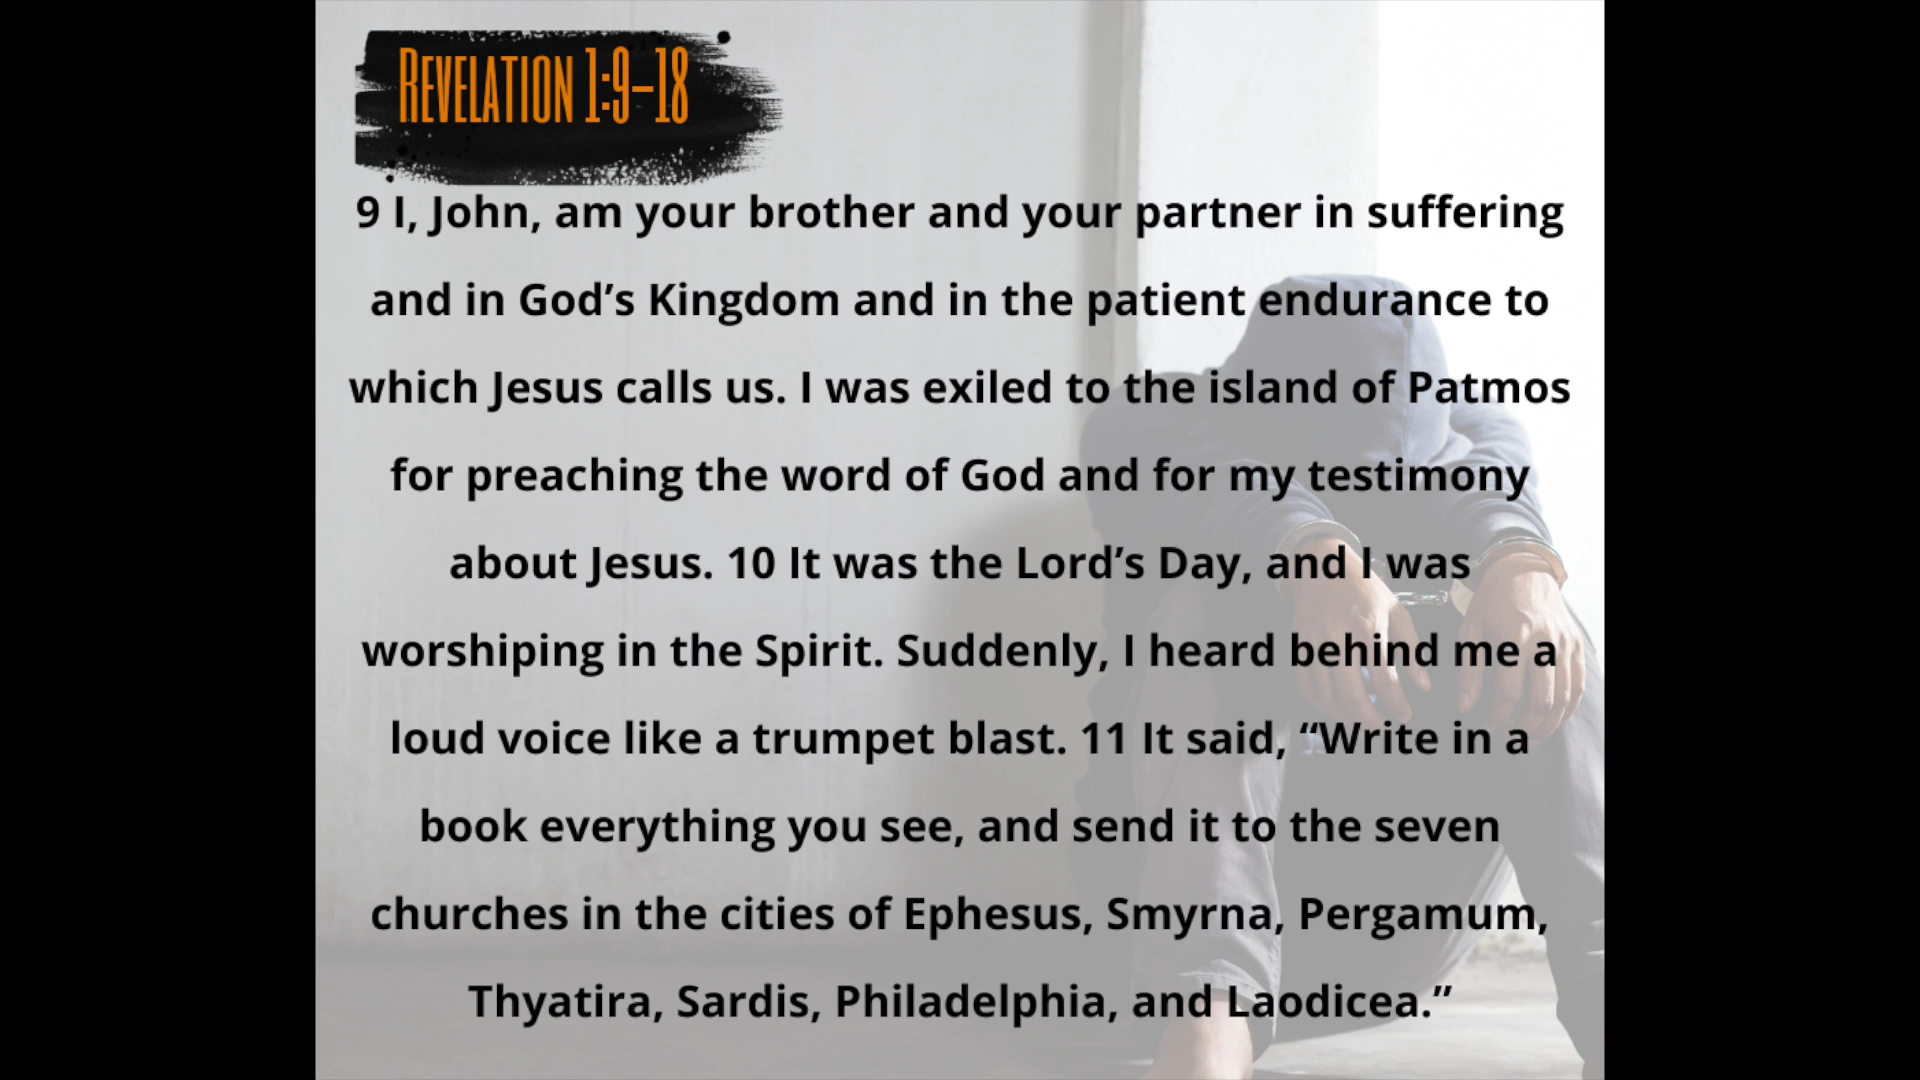 Revelation 1:9–18
9 I, John, am your brother and your partner in suffering
and in God’s Kingdom and in the patient endurance to
which Jesus calls us. I was exiled to the island of Patmos
for preaching the word of God and for my testimony
about Jesus. 10 It was the Lord’s Day, and I was
worshiping in the Spirit. Suddenly, I heard behind me a
loud voice like a trumpet blast. 11 It said, “Write in a
book everything you see, and send it to the seven
churches in the cities of Ephesus, Smyrna, Pergamum,
Thyatira, Sardis, Philadelphia, and Laodicea.”